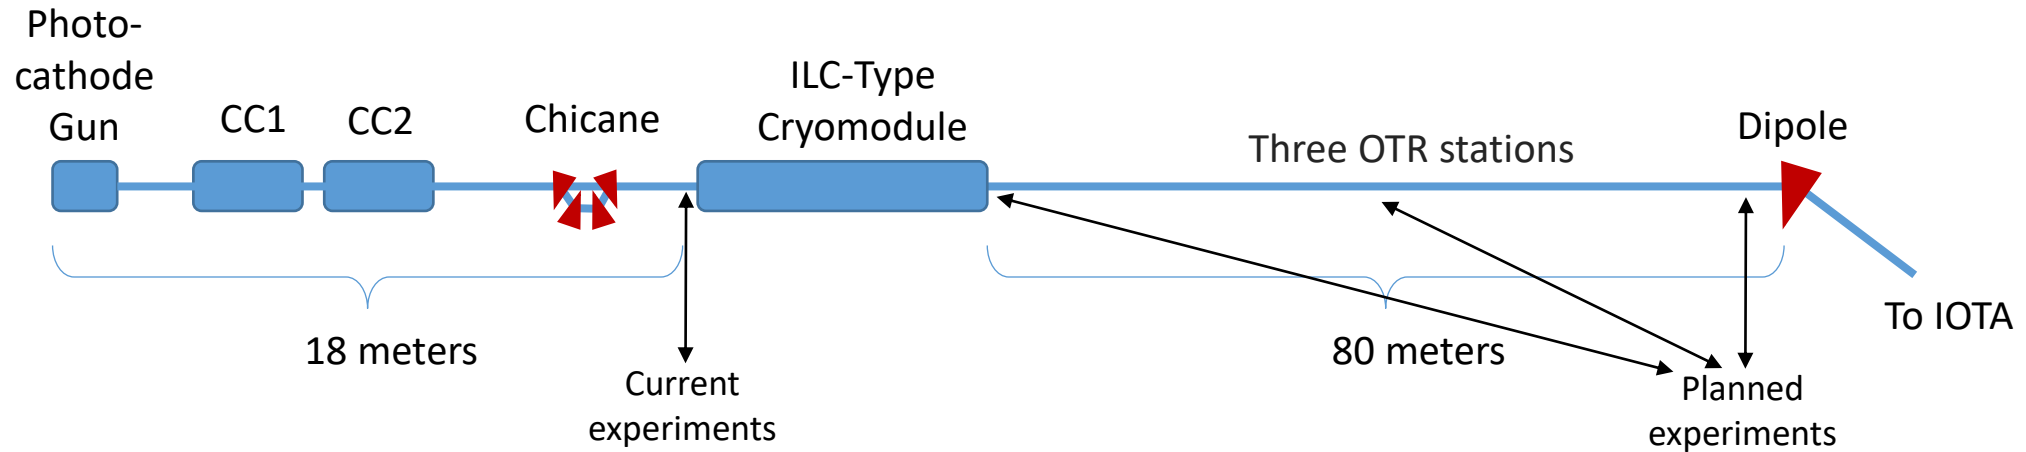 Photo-
cathode
Gun
CC1
CC2
Chicane
ILC-Type
Cryomodule
Three OTR stations
Dipole
To IOTA
18 meters
80 meters
Current
experiments
Planned
experiments